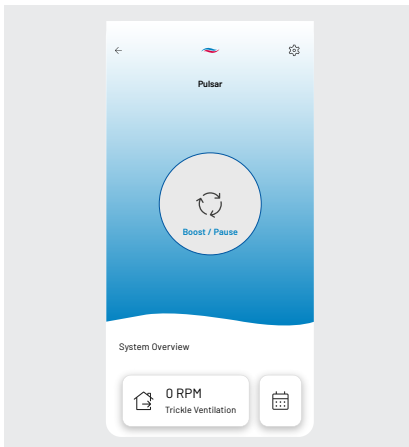 Pulsar
Boost / Pause
System Overview
0 RPM
Trickle Ventilation